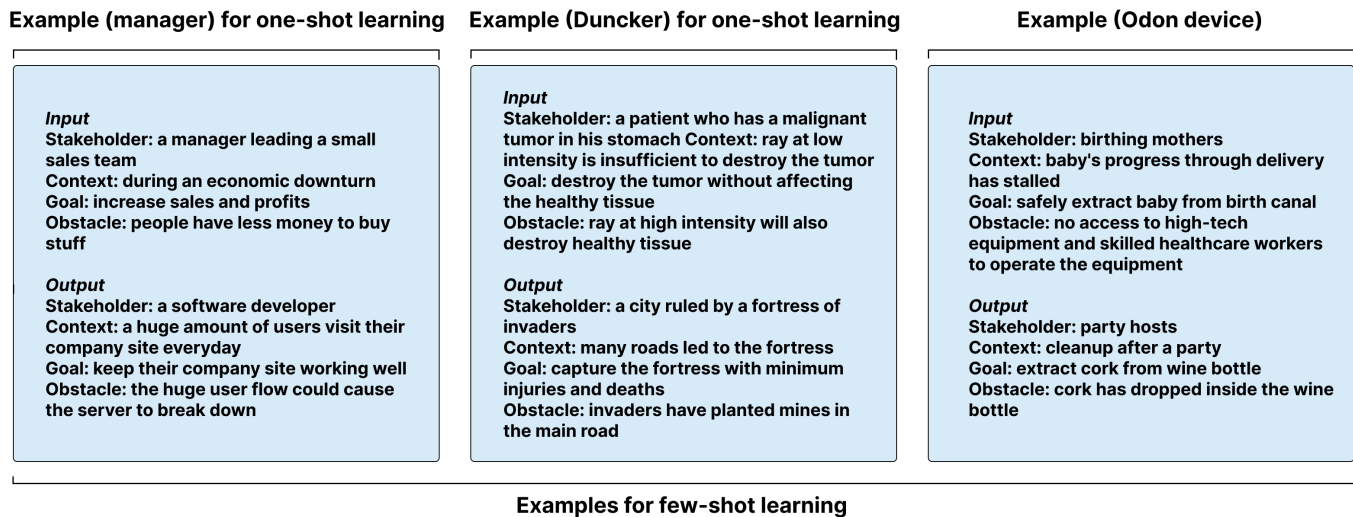 Example (manager) for one-shot learning
Input
Stakeholder: a manager leading a small
sales team
Context: during an economic downturn
Goal: increase sales and profits
Obstacle: people have less money to buy
stuff
Output
Stakeholder: a software developer
Context: a huge amount of users visit their
company site everyday
Goal: keep their company site working well
Obstacle: the huge user flow could cause
the server to break down
Example (Duncker) for one-shot learning
Input
Stakeholder: a patient who has a malignant
tumor in his stomach Context: ray at low
intensity is insufficient to destroy the tumor
Goal: destroy the tumor without affecting
the healthy tissue
Obstacle: ray at high intensity will also
destroy healthy tissue
Output
Stakeholder: a city ruled by a fortress of
invaders
Context: many roads led to the fortress
Goal: capture the fortress with minimum
injuries and deaths
Obstacle: invaders have planted mines in
the main road
Example (Odon device)
Input
Stakeholder: birthing mothers
Context: baby's progress through delivery
has stalled
Goal: safely extract baby from birth canal
Obstacle: no access to high-tech
equipment and skilled healthcare workers
to operate the equipment
Output
Stakeholder: party hosts
Context: cleanup after a party
Goal: extract cork from wine bottle
Obstacle: cork has dropped inside the wine
bottle
Examples for few-shot learning